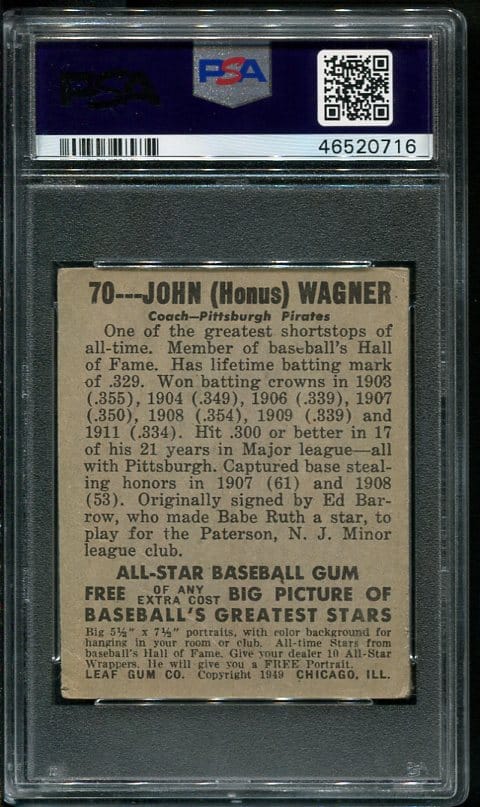 PSA
PSA
46520716
70---JOHN (Honus) WAGNER
Coach—Pittsburgh Pirates
One of the greatest shortstops of
all-time. Member of baseball's Hall
of Fame. Has lifetime batting mark
of .329. Won batting crowns in 1903
(.355), 1904 (.349), 1906 (.339), 1907
(.350), 1908 (.354), 1909 (.339) and
1911 (.334). Hit .300 or better in 17
of his 21 years in Major league—all
with Pittsburgh. Captured base steal-
ing honors in 1907 (61) and 1908
(53). Originally signed by Ed Bar-
row, who made Babe Ruth a star, to
play for the Paterson, N. J. Minor
league club.
ALL-STAR BASEBALL GUM
FREE OF ANY EXTRA COST BIG PICTURE OF
BASEBALL'S GREATEST STARS
Big 5½" x 7½" portraits, with color background for
hanging in your room or club. All-time Stars from
baseball's Hall of Fame. Give your dealer 10 All-Star
Wrappers. He will give you a FREE Portrait.
LEAF GUM CO. Copyright 1949 CHICAGO, ILL.